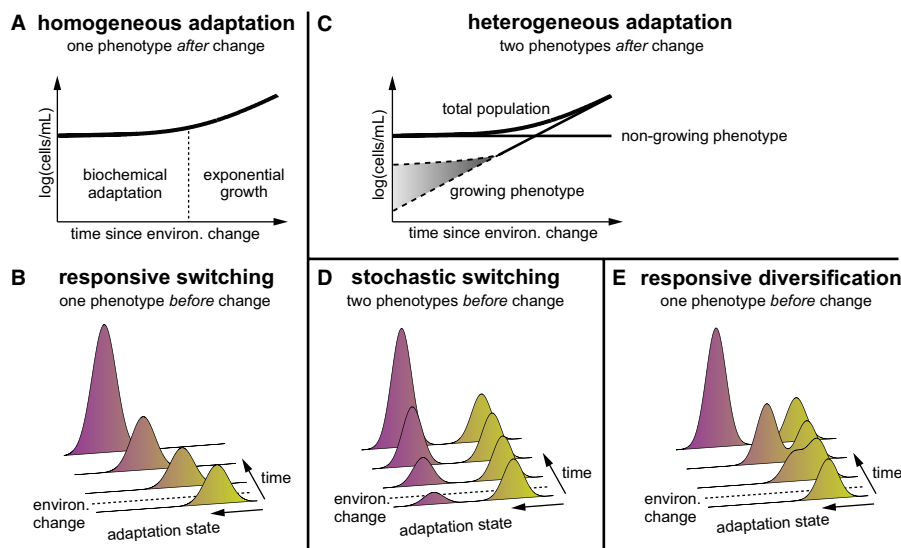 A homogeneous adaptation
one phenotype after change
log(cells/mL)
biochemical
adaptation
exponential
growth
time since environ. change
C heterogeneous adaptation
two phenotypes after change
log(cells/mL)
total population
non-growing phenotype
growing phenotype
time since environ. change
B responsive switching
one phenotype before change
time
environ.
change
adaptation state
D stochastic switching
two phenotypes before change
time
environ.
change
adaptation state
E responsive diversification
one phenotype before change
time
environ.
change
adaptation state